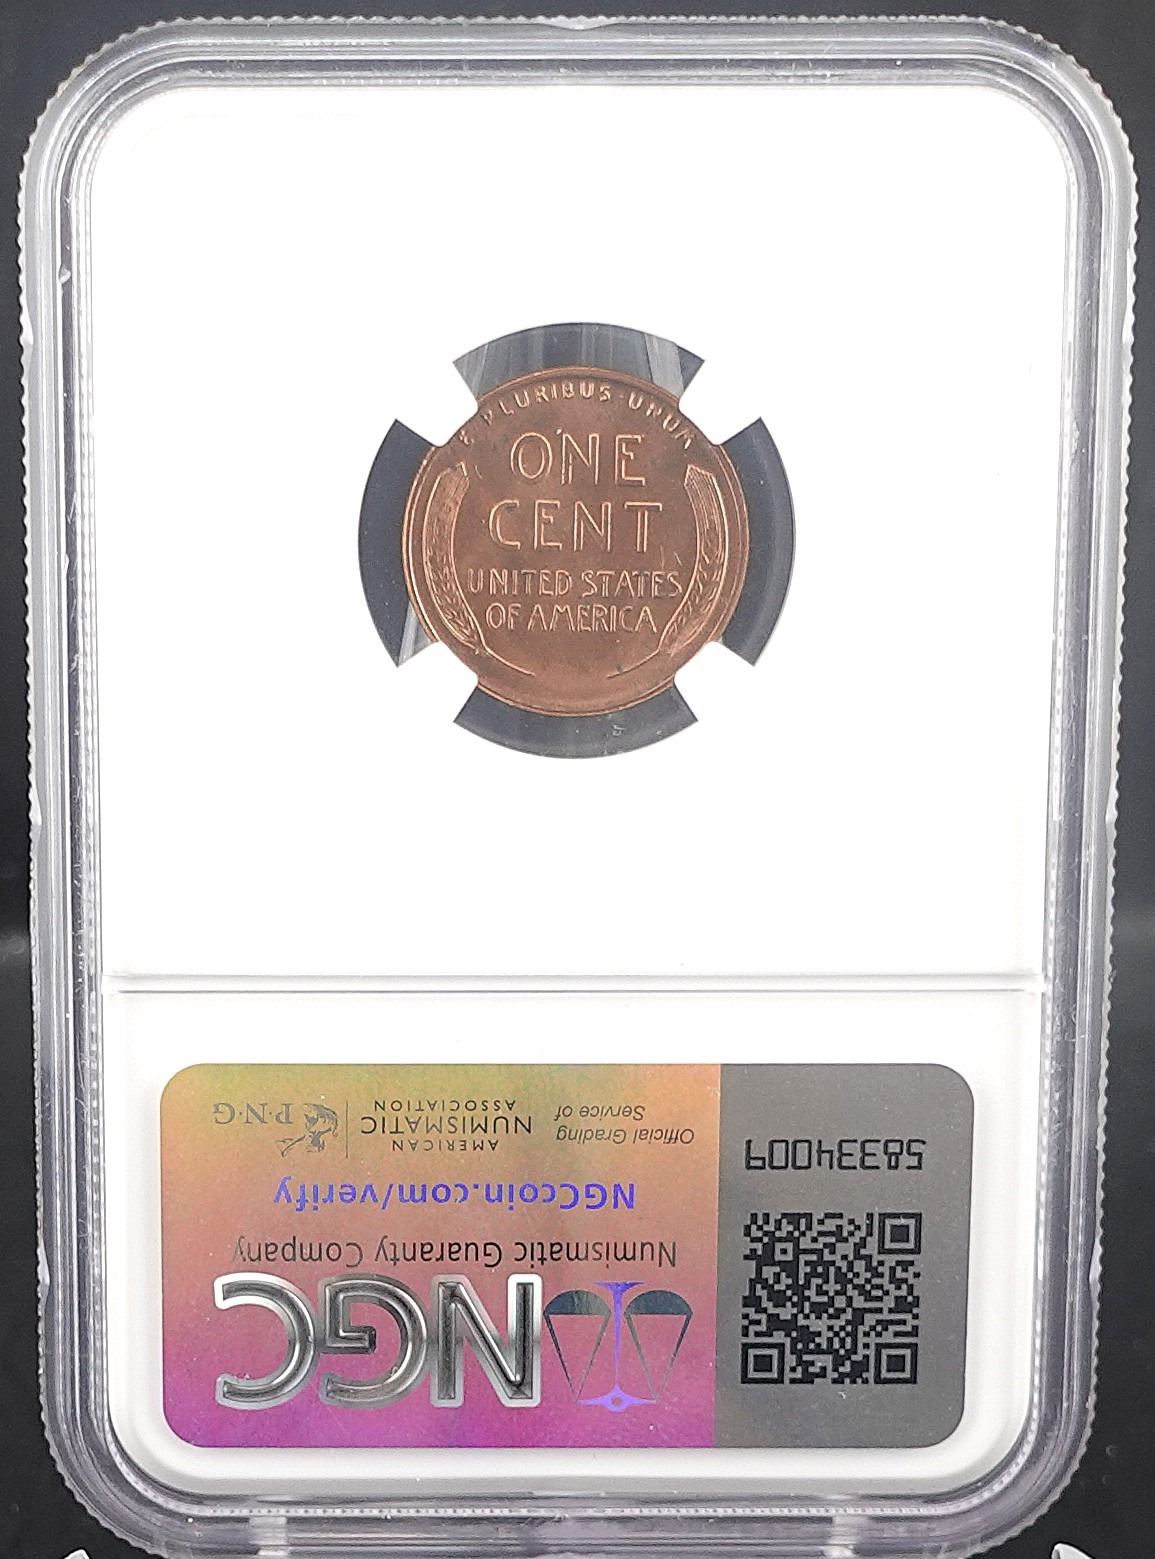 E PLURIBUS·UNUM
ONE
CENT
UNITED STATES
OF AMERICA
NGC
Numismatic Guaranty Company
NGCcoin.com/verify
Official Grading
Service of
AMERICAN
NUMISMATIC
ASSOCIATION
P·N·G
58334009